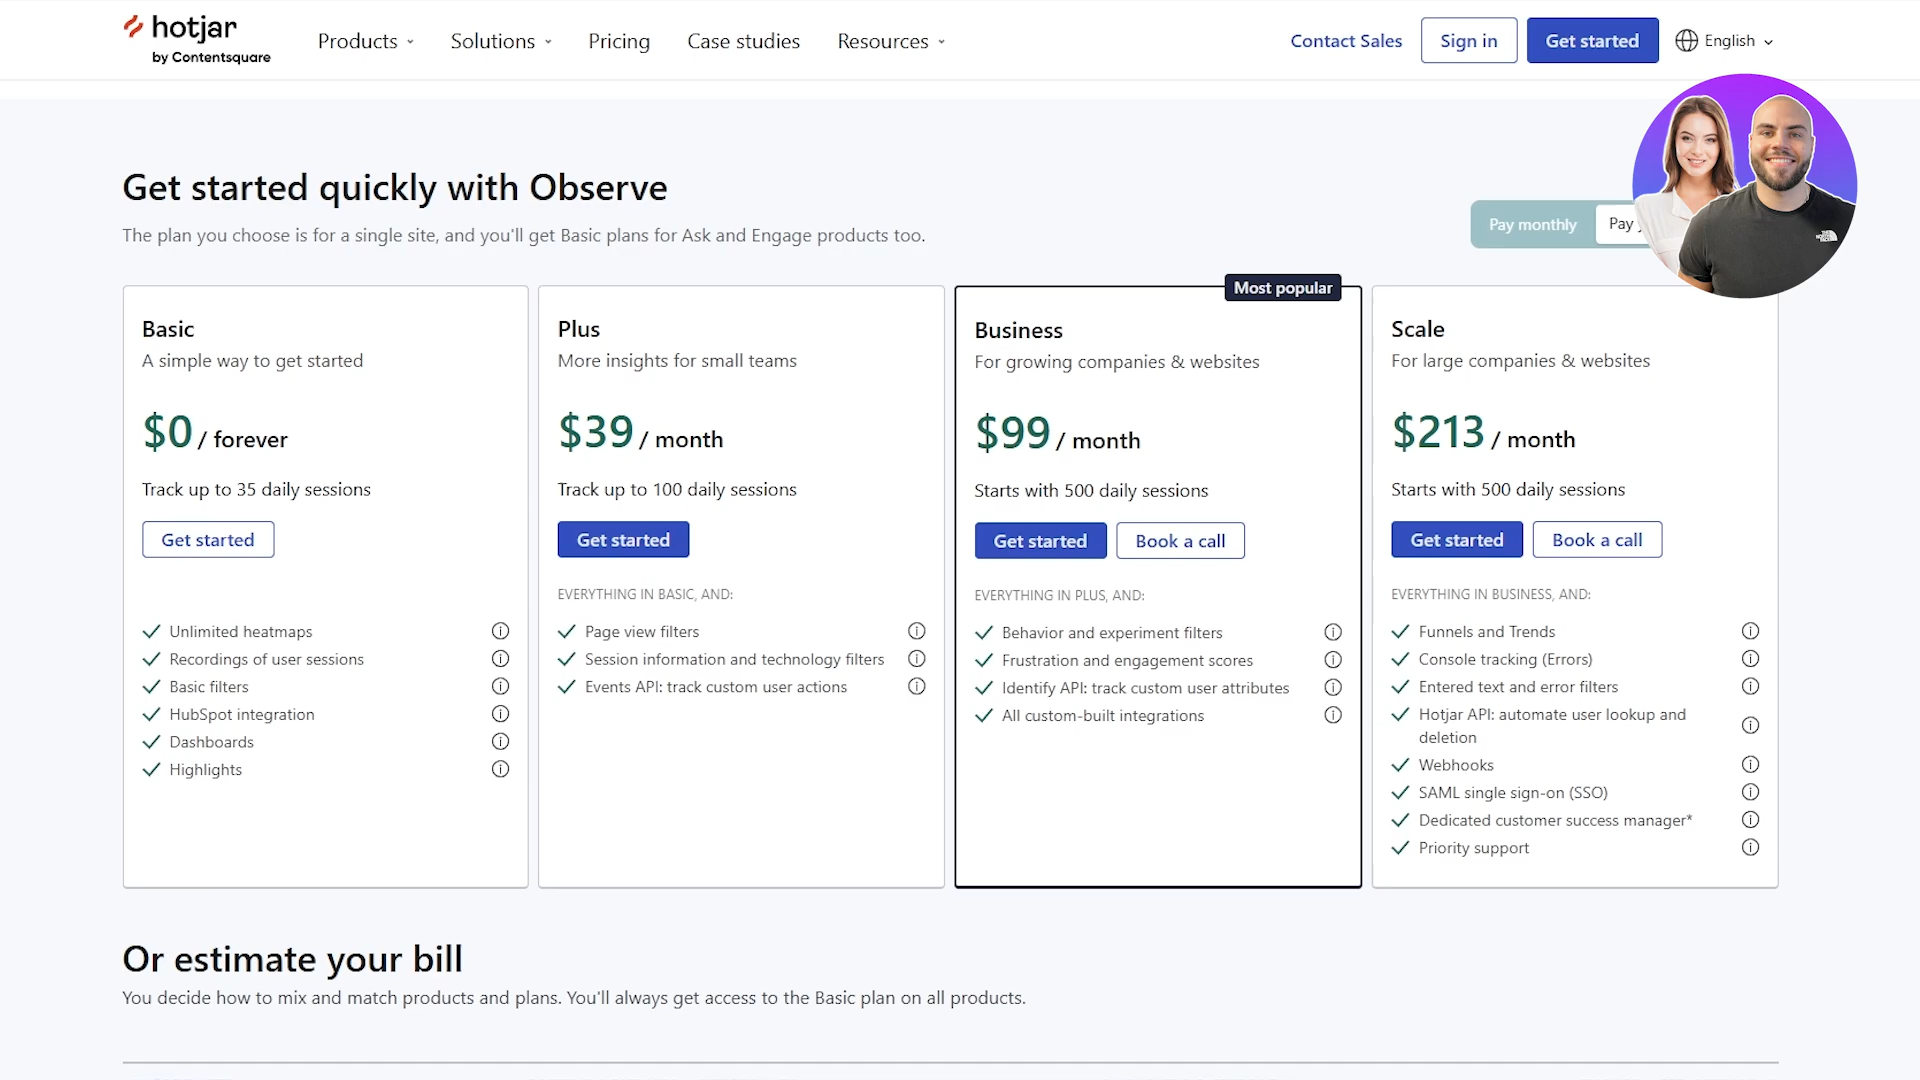 hotjar
by Contentsquare
Products
Solutions
Pricing
Case studies
Resources
Contact Sales
Sign in
Get started
English
Get started quickly with Observe
The plan you choose is for a single site, and you'll get Basic plans for Ask and Engage products too.
Pay monthly
Pay
Most popular
Basic
A simple way to get started
$0 / forever
Track up to 35 daily sessions
Get started
Unlimited heatmaps
Recordings of user sessions
Basic filters
HubSpot integration
Dashboards
Highlights
Plus
More insights for small teams
$39 / month
Track up to 100 daily sessions
Get started
EVERYTHING IN BASIC, AND:
Page view filters
Session information and technology filters
Events API: track custom user actions
Business
For growing companies & websites
$99 / month
Starts with 500 daily sessions
Get started
Book a call
EVERYTHING IN PLUS, AND:
Behavior and experiment filters
Frustration and engagement scores
Identify API: track custom user attributes
All custom-built integrations
Scale
For large companies & websites
$213 / month
Starts with 500 daily sessions
Get started
Book a call
EVERYTHING IN BUSINESS, AND:
Funnels and Trends
Console tracking (Errors)
Entered text and error filters
Hotjar API: automate user lookup and
deletion
Webhooks
SAML single sign-on (SSO)
Dedicated customer success manager*
Priority support
Or estimate your bill
You decide how to mix and match products and plans. You'll always get access to the Basic plan on all products.